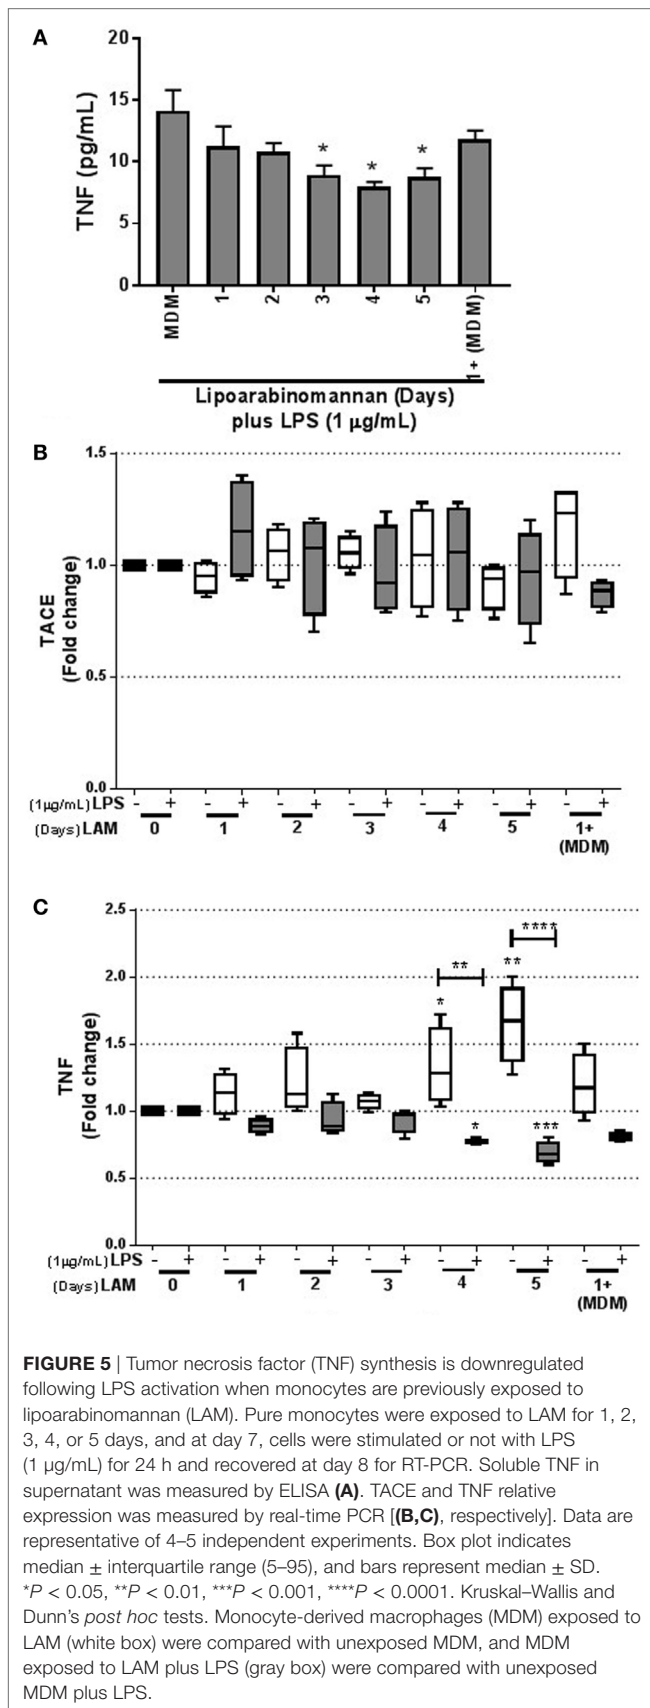 A
20
15
10
5
0
TNF (pg/mL)
* * *
MDM 1 2 3 4 5 1+ (MDM)
Lipoarabinomannan (Days)
plus LPS (1 µg/mL)
B
1.5
1.0
0.5
0.0
TACE
(Fold change)
(1µg/mL) LPS - + - + - + - + - + - + - +
(Days) LAM 0 1 2 3 4 5 1+
(MDM)
C
2.5
2.0
1.5
1.0
0.5
0.0
TNF
(Fold change)
****
** **
*
* ***
(1µg/mL) LPS - + - + - + - + - + - + - +
(Days) LAM 0 1 2 3 4 5 1+
(MDM)
FIGURE 5 | Tumor necrosis factor (TNF) synthesis is downregulated
following LPS activation when monocytes are previously exposed to
lipoarabinomannan (LAM). Pure monocytes were exposed to LAM for 1, 2,
3, 4, or 5 days, and at day 7, cells were stimulated or not with LPS
(1 µg/mL) for 24 h and recovered at day 8 for RT-PCR. Soluble TNF in
supernatant was measured by ELISA (A). TACE and TNF relative
expression was measured by real-time PCR [(B,C), respectively]. Data are
representative of 4–5 independent experiments. Box plot indicates
median ± interquartile range (5–95), and bars represent median ± SD.
*P < 0.05, **P < 0.01, ***P < 0.001, ****P < 0.0001. Kruskal–Wallis and
Dunn's post hoc tests. Monocyte-derived macrophages (MDM) exposed to
LAM (white box) were compared with unexposed MDM, and MDM
exposed to LAM plus LPS (gray box) were compared with unexposed
MDM plus LPS.